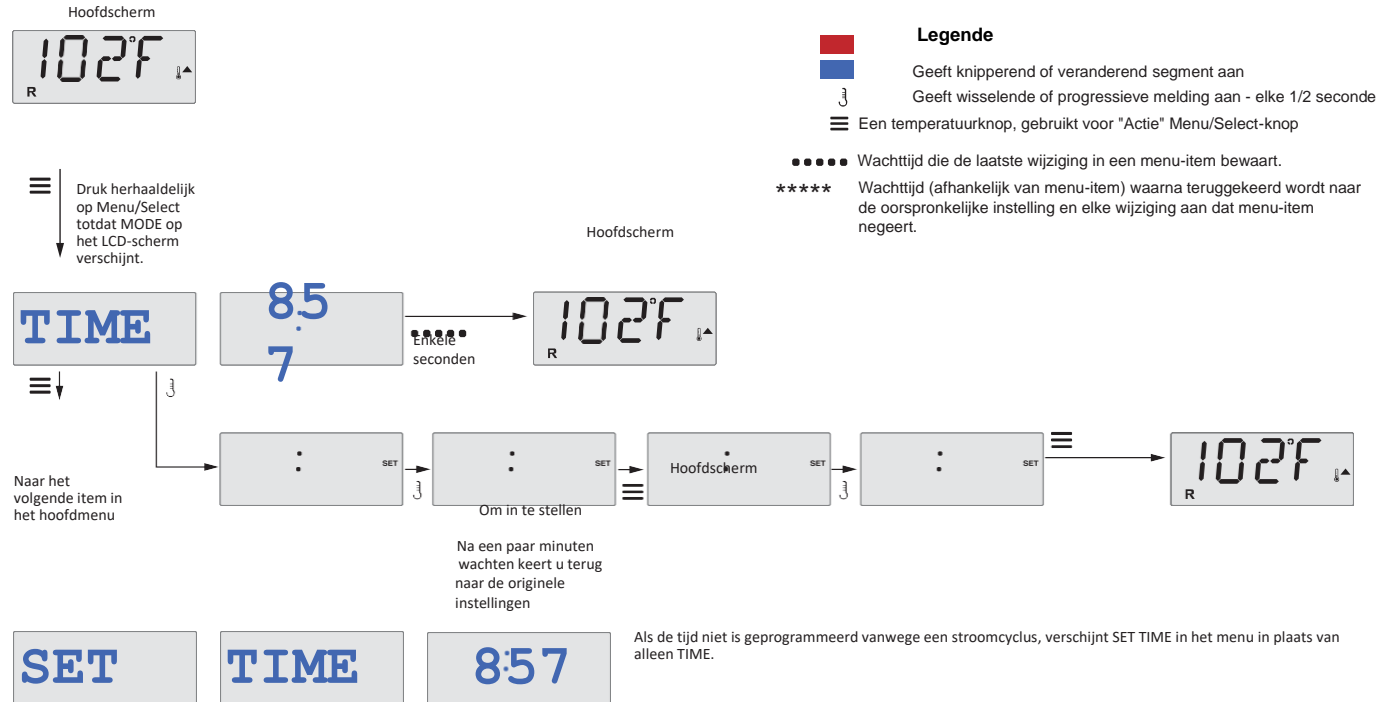 Hoofdscherm
102°F
R
Legende
Geeft knipperend of veranderend segment aan
Geeft wisselende of progressieve melding aan - elke 1/2 seconde
Een temperatuurknop, gebruikt voor "Actie" Menu/Select-knop
Wachttijd die de laatste wijziging in een menu-item bewaart.
***** Wachttijd (afhankelijk van menu-item) waarna teruggekeerd wordt naar
de oorspronkelijke instelling en elke wijziging aan dat menu-item
negeert.
Druk herhaaldelijk
op Menu/Select
totdat MODE op
het LCD-scherm
verschijnt.
Hoofdscherm
TIME
8:5
7
Enkele
seconden
102°F
R
Naar het
volgende item in
het hoofdmenu
: SET
: SET
Hoofdscherm
: SET
: SET
102°F
R
Om in te stellen
Na een paar minuten
wachten keert u terug
naar de originele
instellingen
SET
TIME
8:57
Als de tijd niet is geprogrammeerd vanwege een stroomcyclus, verschijnt SET TIME in het menu in plaats van
alleen TIME.